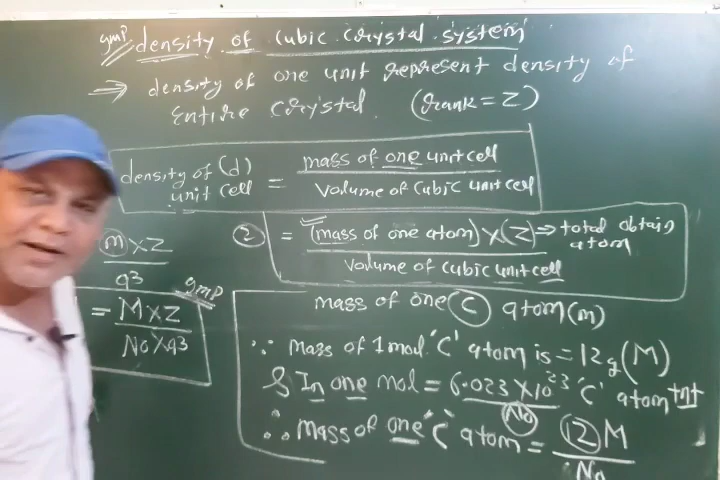 gmp density of cubic crystal system
→ density of one unit represent density of
Entire crystal (Rank = Z)
density of (d) unit cell = mass of one unit cell / Volume of cubic unit cell
② = (mass of one atom) × (Z) ⇒ total obtain atom / Volume of cubic unit cell
m × Z / a3
gmp
= M × Z / No × a3
mass of one C atom (m)
∵ mass of 1 mol 'C' atom is = 12g (M)
& In one mol = 6.023 × 10^23 'C' atom
(No)
∴ Mass of one 'C' atom = 12 M / No